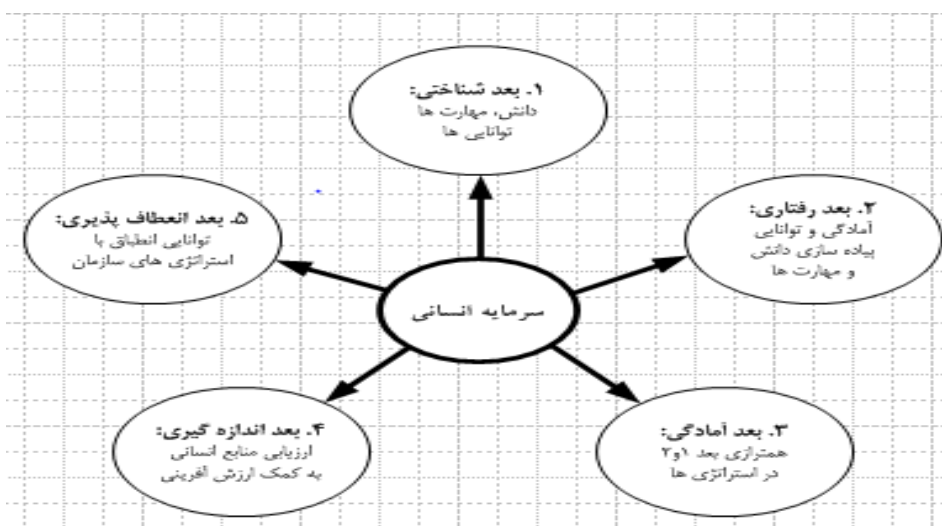 ۱. بعد شناختی:
دانش، مهارت ها
توانایی ها
۲. بعد رفتاری:
آمادگی و توانایی
پیاده سازی دانش
و مهارت ها
۳. بعد آمادگی:
همترازی بعد ۱و۲
در استراتژی ها
۴. بعد اندازه گیری:
ارزیابی منابع انسانی
به کمک ارزش آفرینی
۵. بعد انعطاف پذیری:
توانایی انطباق با
استراتژی های سازمان
سرمایه انسانی